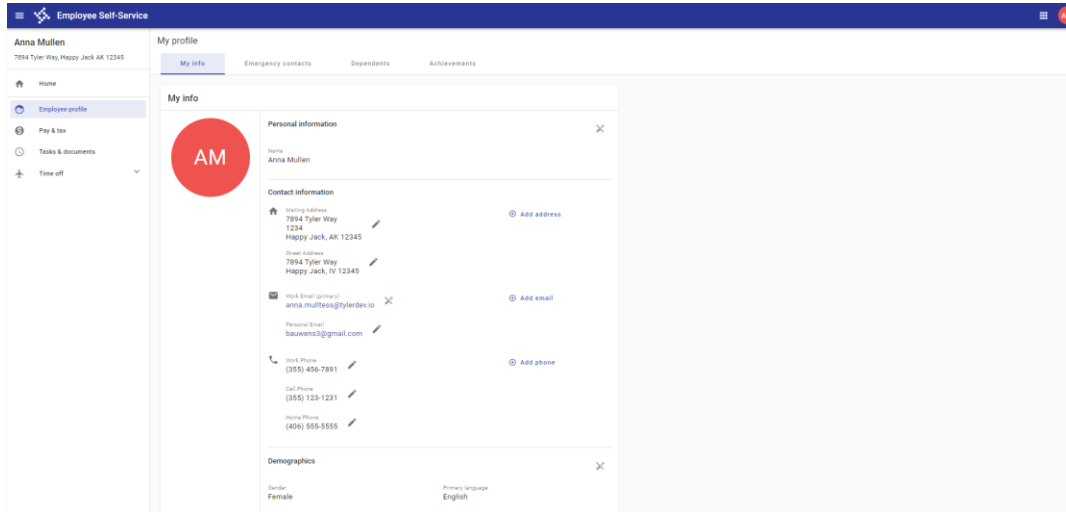 Employee Self-Service
Anna Mullen
7894 Tyler Way, Happy Jack AK 12345
Home
Employee profile
Pay & tax
Tasks & documents
Time off
My profile
My info
Emergency contacts
Dependents
Achievements
My info
AM
Personal information
Name
Anna Mullen
Contact information
Mailing Address
7894 Tyler Way
1234
Happy Jack, AK 12345
Add address
Street Address
7894 Tyler Way
Happy Jack, IV 12345
Work Email (primary)
anna.mulltess@tylerdev.io
Add email
Personal Email
bauwens3@gmail.com
Work Phone
(355) 456-7891
Add phone
Cell Phone
(355) 123-1231
Home Phone
(406) 555-5555
Demographics
Gender
Female
Primary language
English